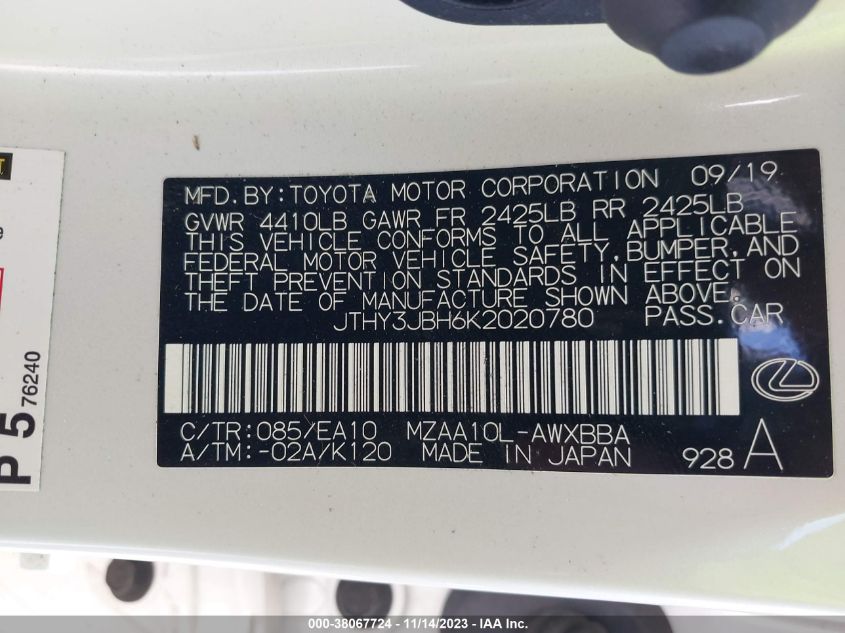 MFD.BY:TOYOTA MOTOR CORPORATION 09/19
GVWR 4410LB GAWR FR 2425LB RR 2425LB
THIS VEHICLE CONFORMS TO ALL APPLICABLE
FEDERAL MOTOR VEHICLE SAFETY,BUMPER,AND
THEFT PREVENTION STANDARDS IN EFFECT ON
THE DATE OF MANUFACTURE SHOWN ABOVE.
JTHY3JBH6K2020780 PASS.CAR
C/TR:085/EA10 MZAA10L-AWXBBA
A/TM:-02A/K120 MADE IN JAPAN 928 A
P 5 76240
000-38067724 - 11/14/2023 - © IAA Inc.